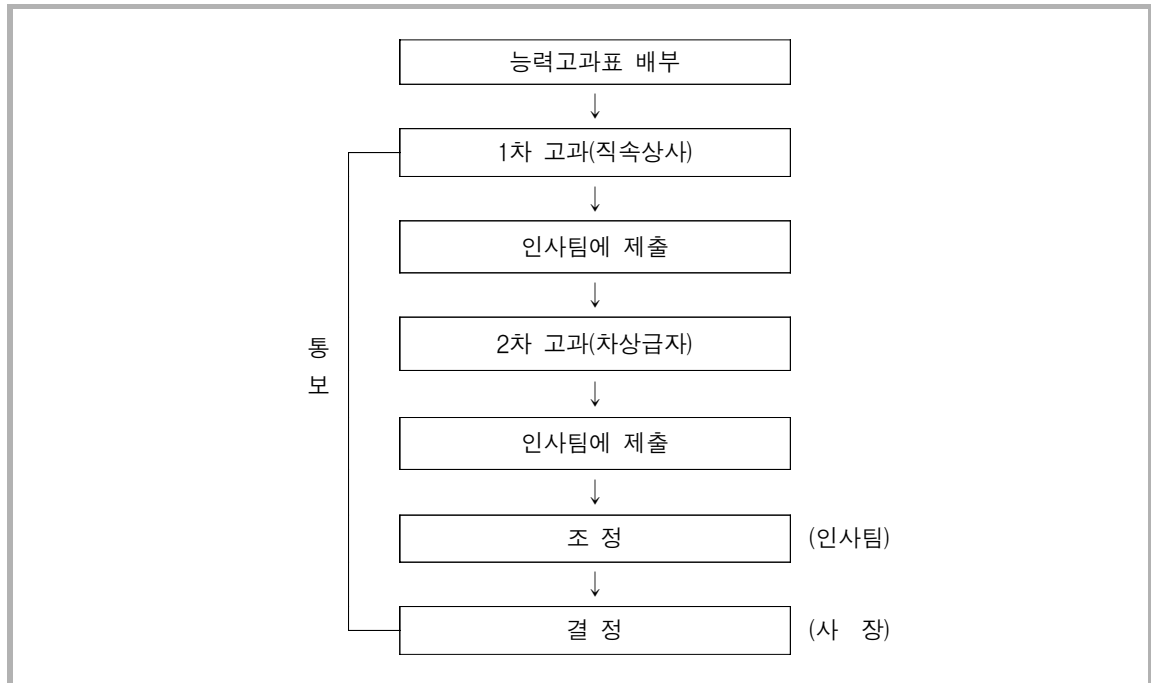 능력고과표 배부
↓
1차 고과(직속상사)
↓
인사팀에 제출
↓
2차 고과(차상급자)
통
보
↓
인사팀에 제출
↓
조 정 (인사팀)
↓
결 정 (사 장)